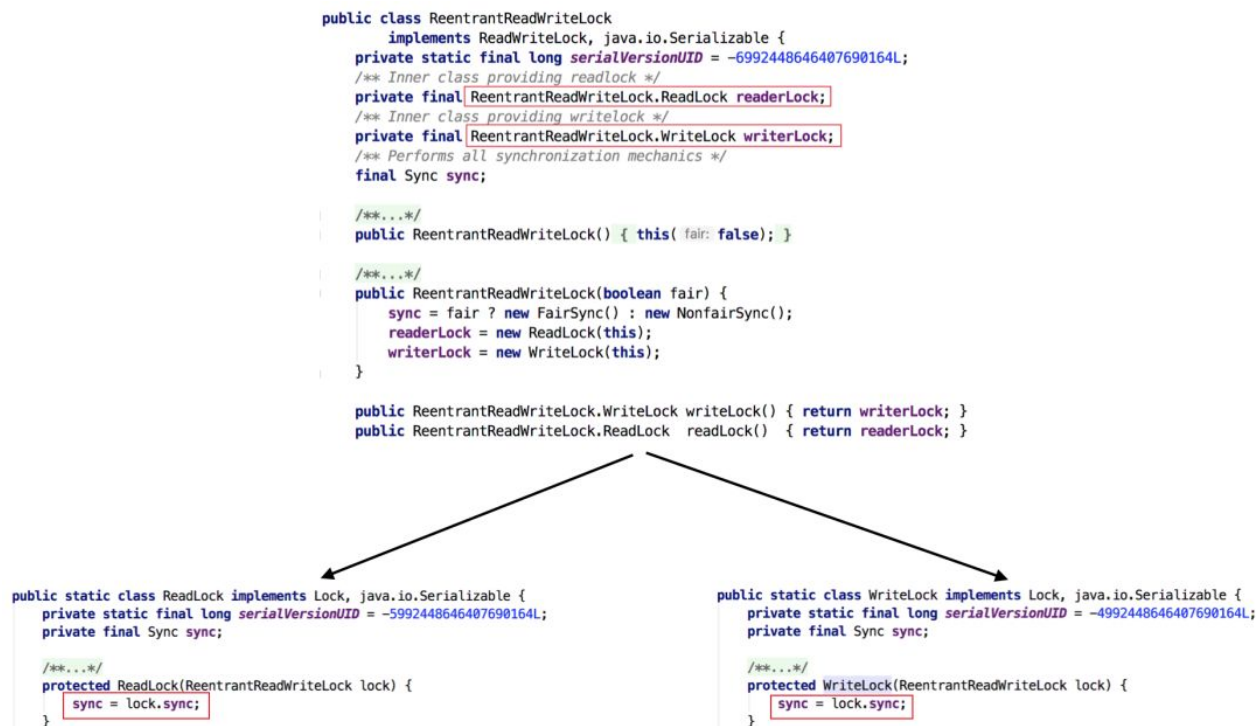 public class ReentrantReadWriteLock
implements ReadWriteLock, java.io.Serializable {
private static final long serialVersionUID = -6992448646407690164L;
/** Inner class providing readlock */
private final ReentrantReadWriteLock.ReadLock readerLock;
/** Inner class providing writelock */
private final ReentrantReadWriteLock.WriteLock writerLock;
/** Performs all synchronization mechanics */
final Sync sync;
/**...*/
public ReentrantReadWriteLock() { this( fair: false); }
/**...*/
public ReentrantReadWriteLock(boolean fair) {
sync = fair ? new FairSync() : new NonfairSync();
readerLock = new ReadLock(this);
writerLock = new WriteLock(this);
}
public ReentrantReadWriteLock.WriteLock writeLock() { return writerLock; }
public ReentrantReadWriteLock.ReadLock  readLock()  { return readerLock; }
public static class ReadLock implements Lock, java.io.Serializable {
private static final long serialVersionUID = -5992448646407690164L;
private final Sync sync;
/**...*/
protected ReadLock(ReentrantReadWriteLock lock) {
sync = lock.sync;
}
public static class WriteLock implements Lock, java.io.Serializable {
private static final long serialVersionUID = -4992448646407690164L;
private final Sync sync;
/**...*/
protected WriteLock(ReentrantReadWriteLock lock) {
sync = lock.sync;
}